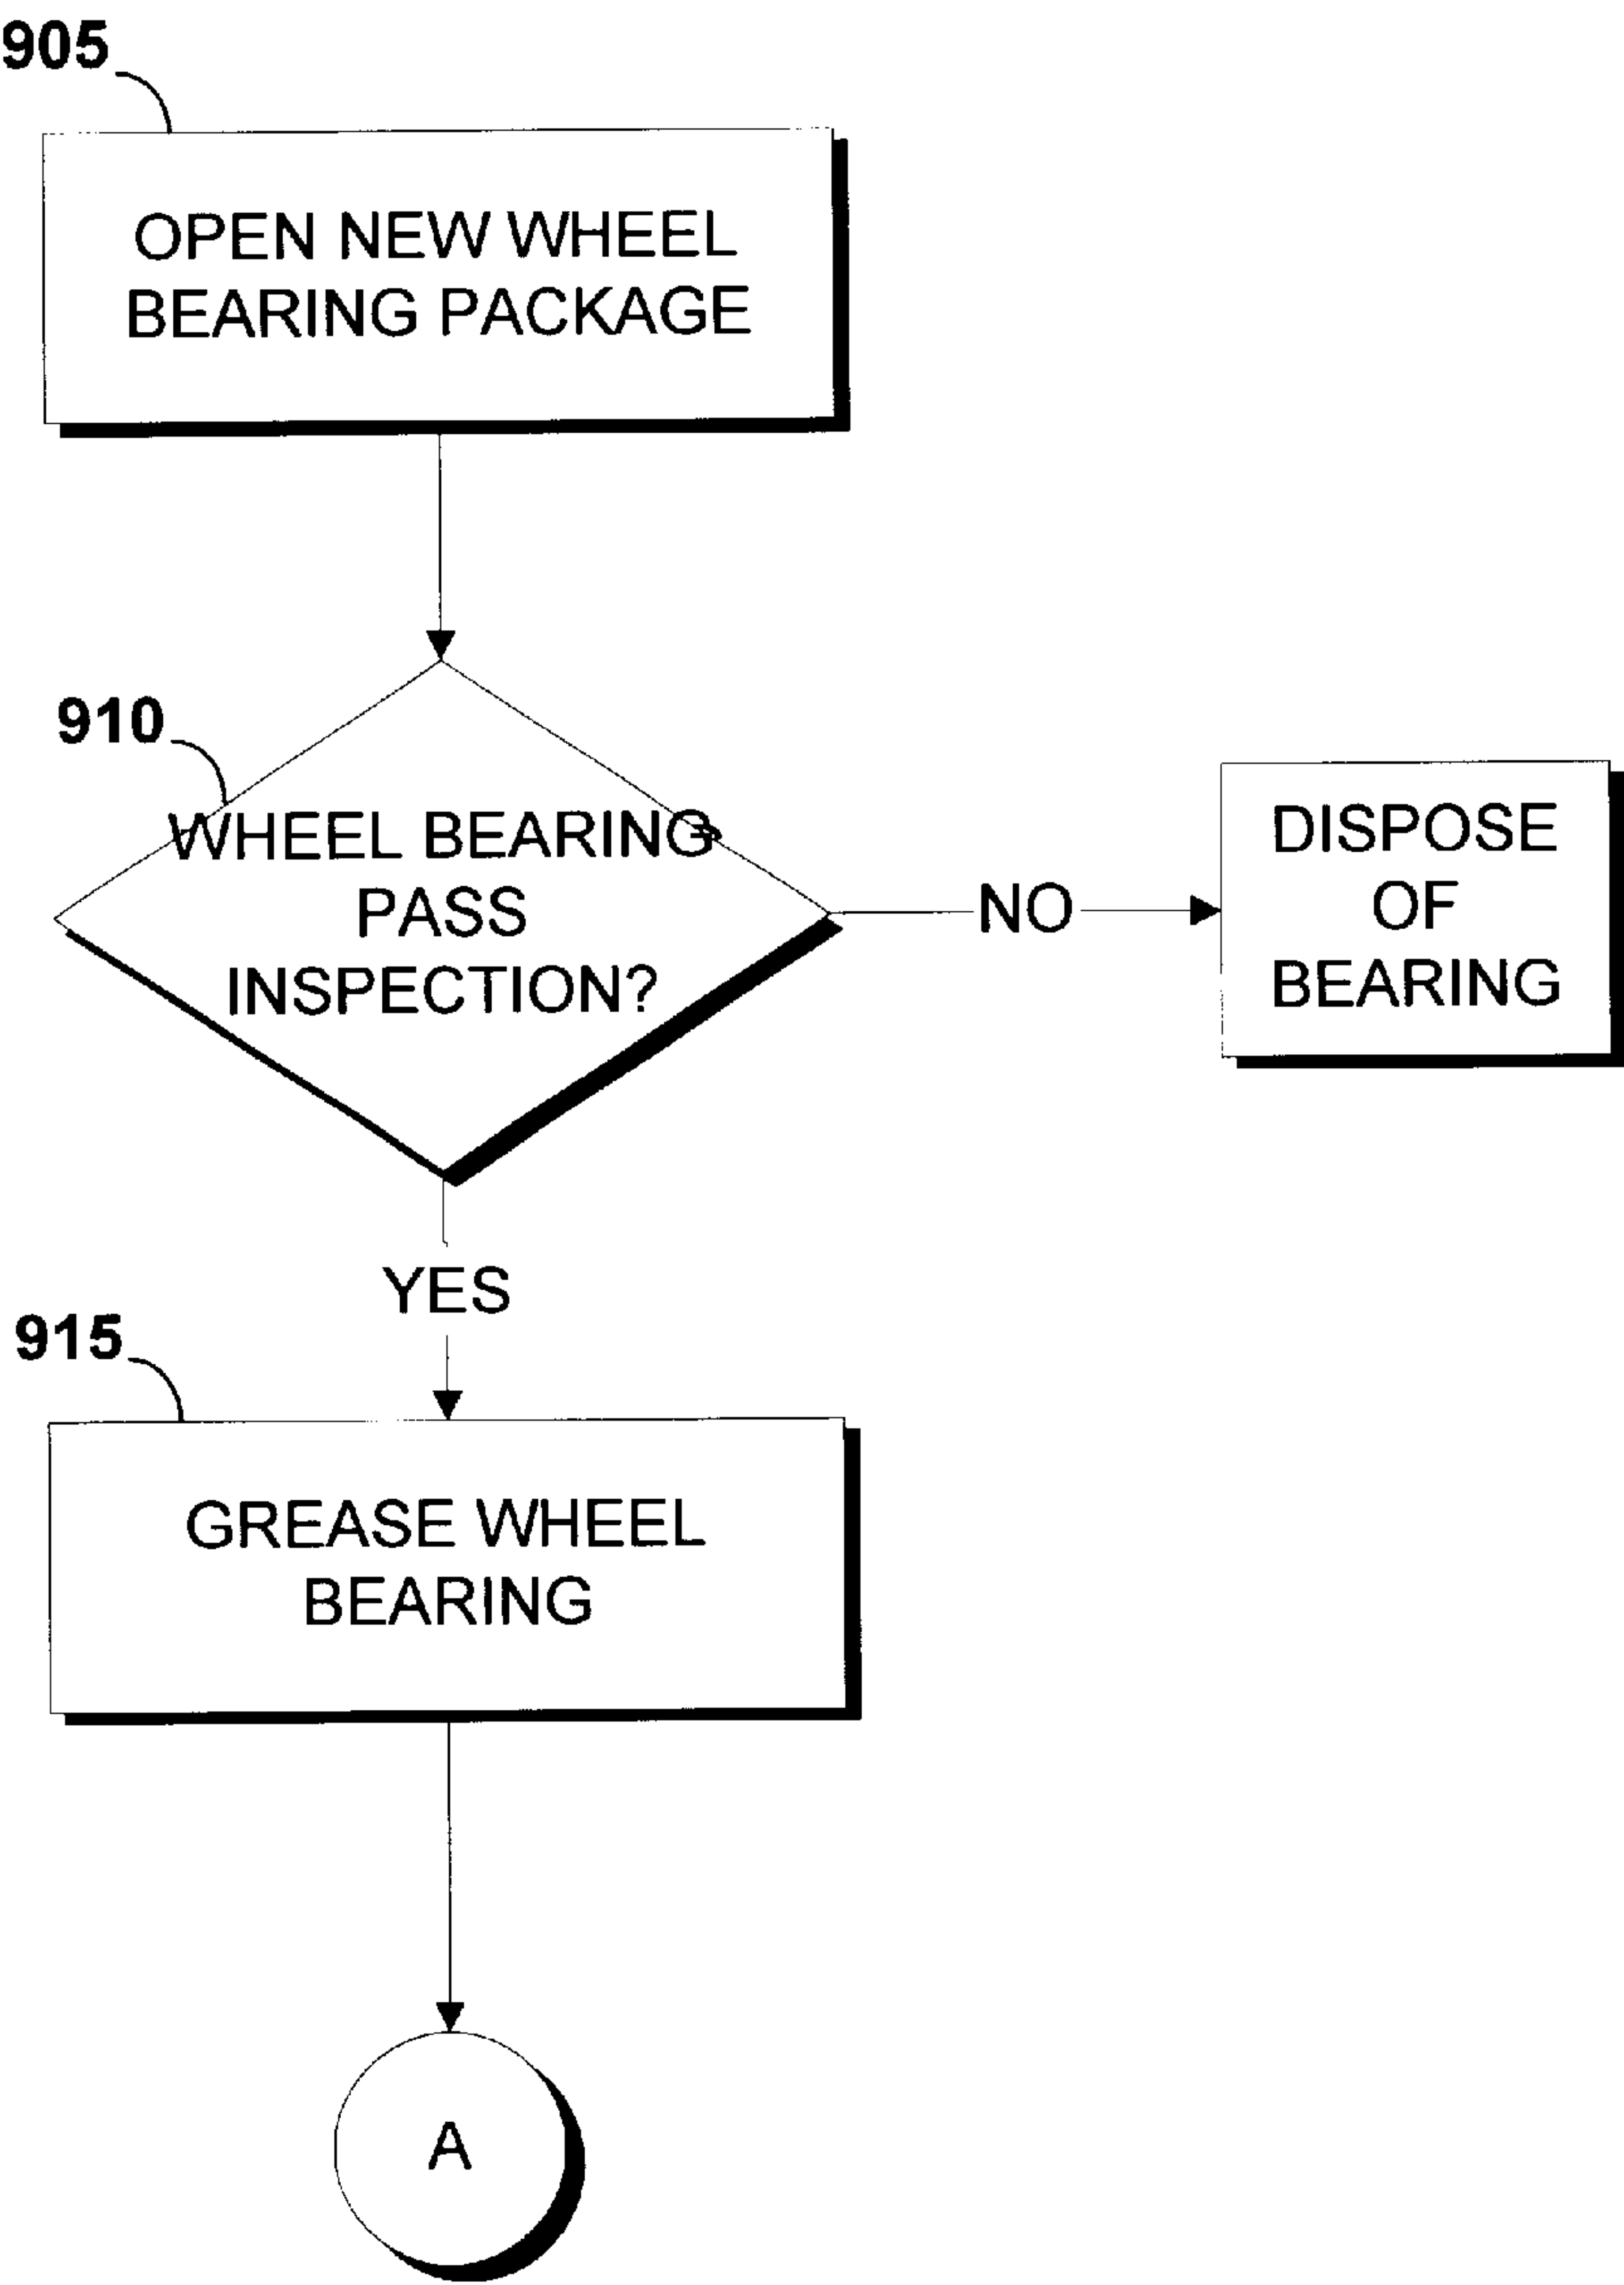 905
OPEN NEW WHEEL
BEARING PACKAGE
910
WHEEL BEARING
PASS
INSPECTION?
NO
DISPOSE
OF
BEARING
YES
915
GREASE WHEEL
BEARING
A